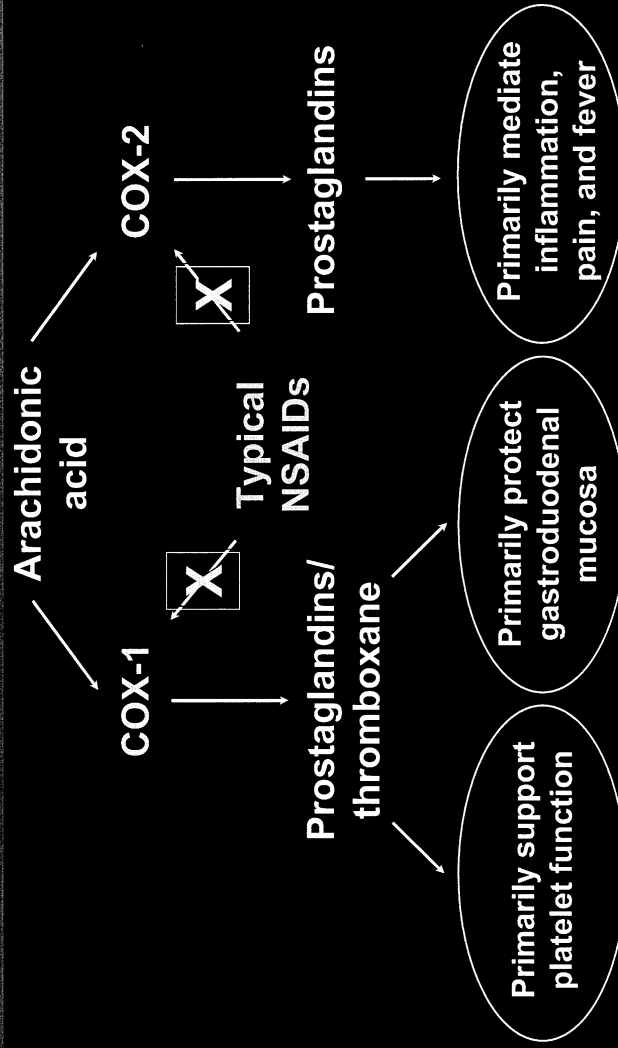 Arachidonic
acid
COX-1
COX-2
X
X
Typical
NSAIDs
Prostaglandins/
thromboxane
Prostaglandins
Primarily support
platelet function
Primarily protect
gastroduodenal
mucosa
Primarily mediate
inflammation,
pain, and fever